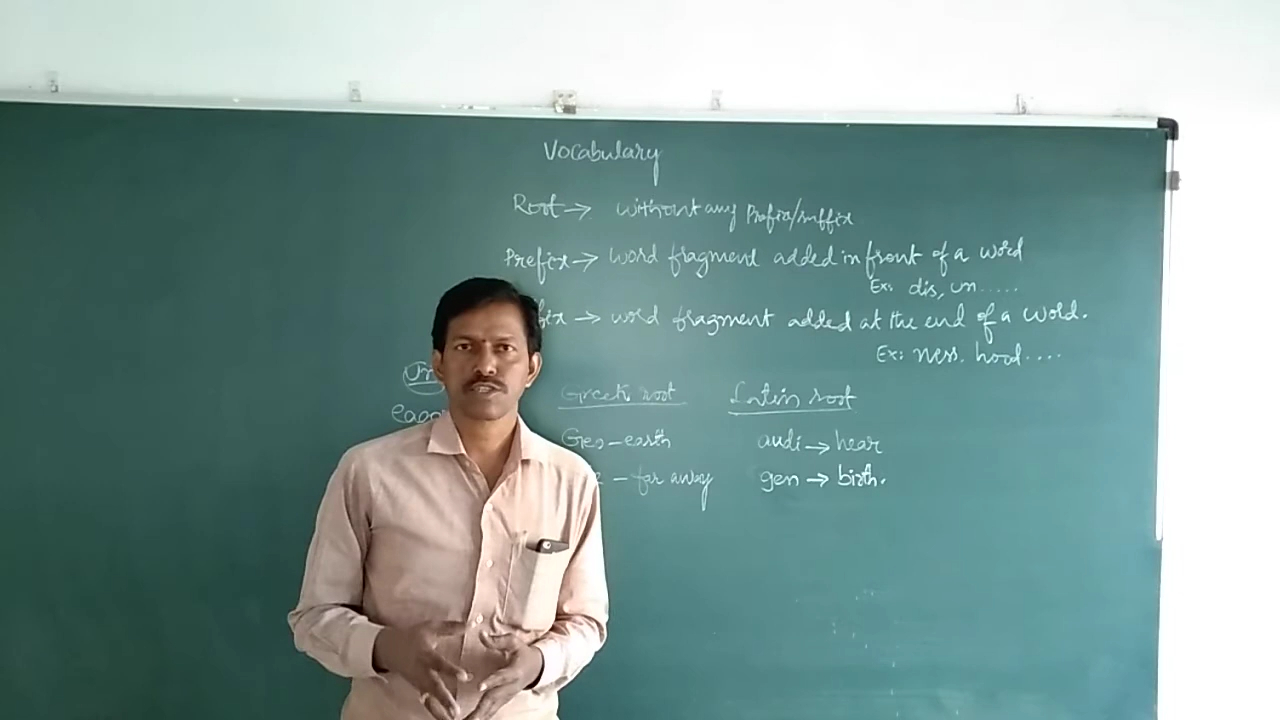 Vocabulary
Root → without any Prefix/suffix
Prefix → word fragment added in front of a word
Ex: dis, un.....
fix → word fragment added at the end of a word.
Ex: ness. hood....
Un
Greek root Latin root
Geo – earth audi → hear
e – far away gen → birth.